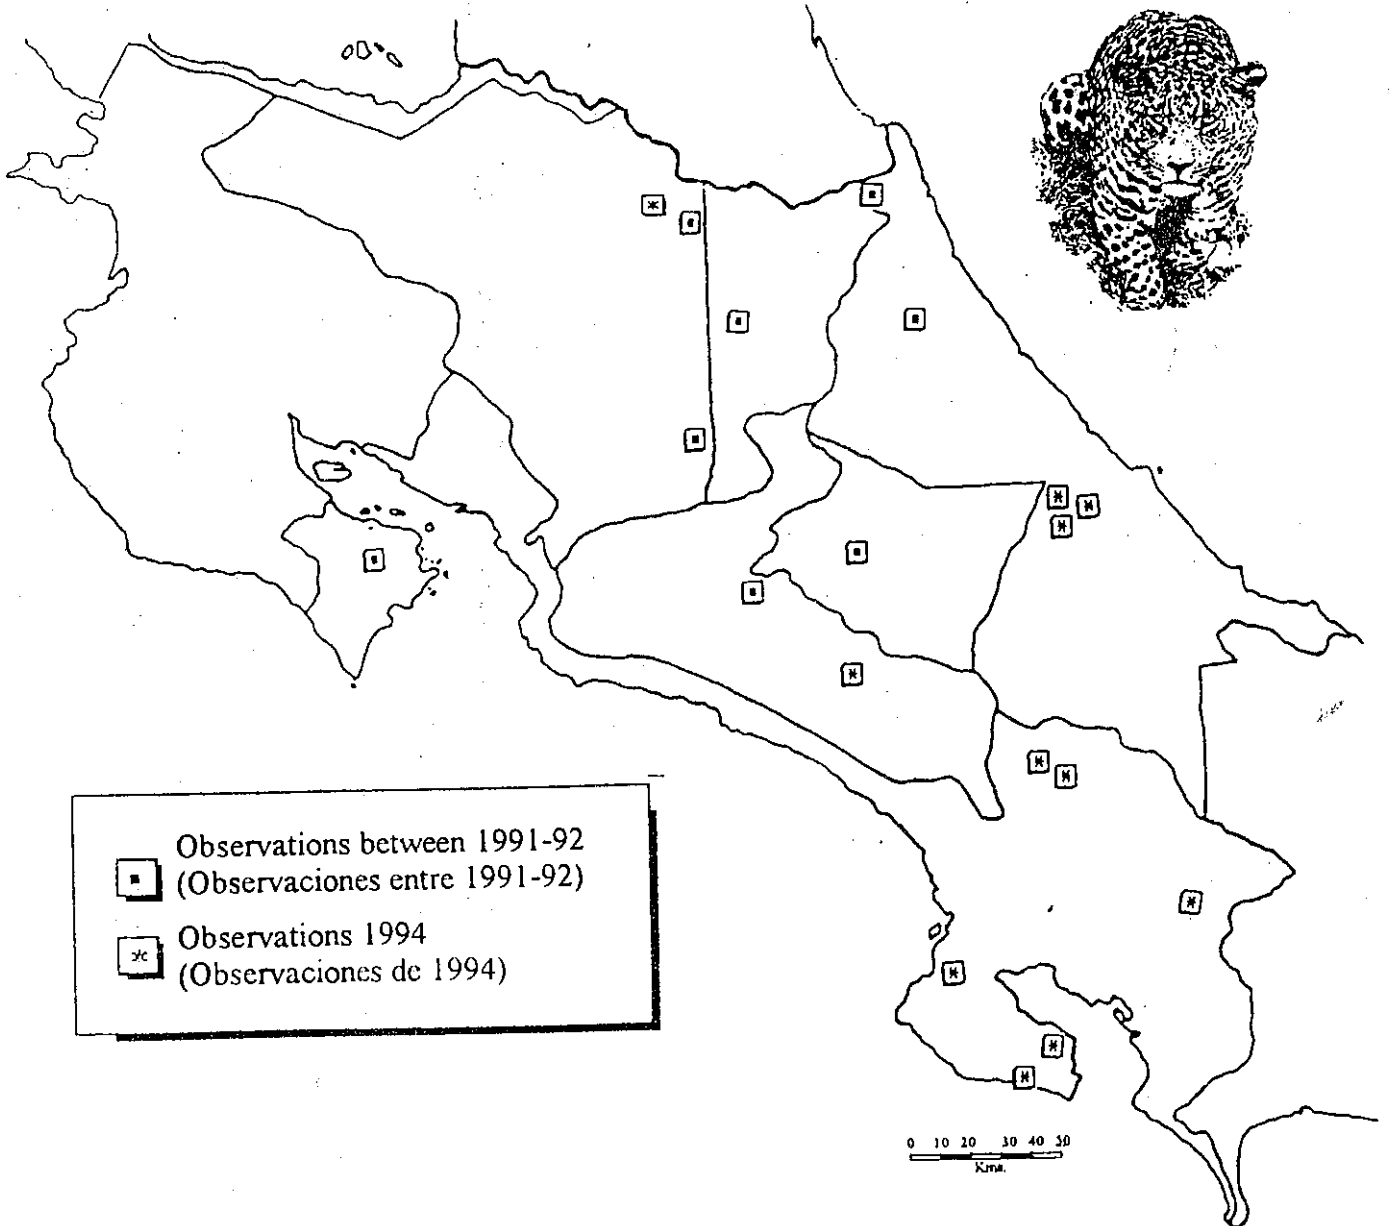 Observations between 1991-92
(Observaciones entre 1991-92)
Observations 1994
(Observaciones de 1994)
0 10 20 30 40 50
Kms.